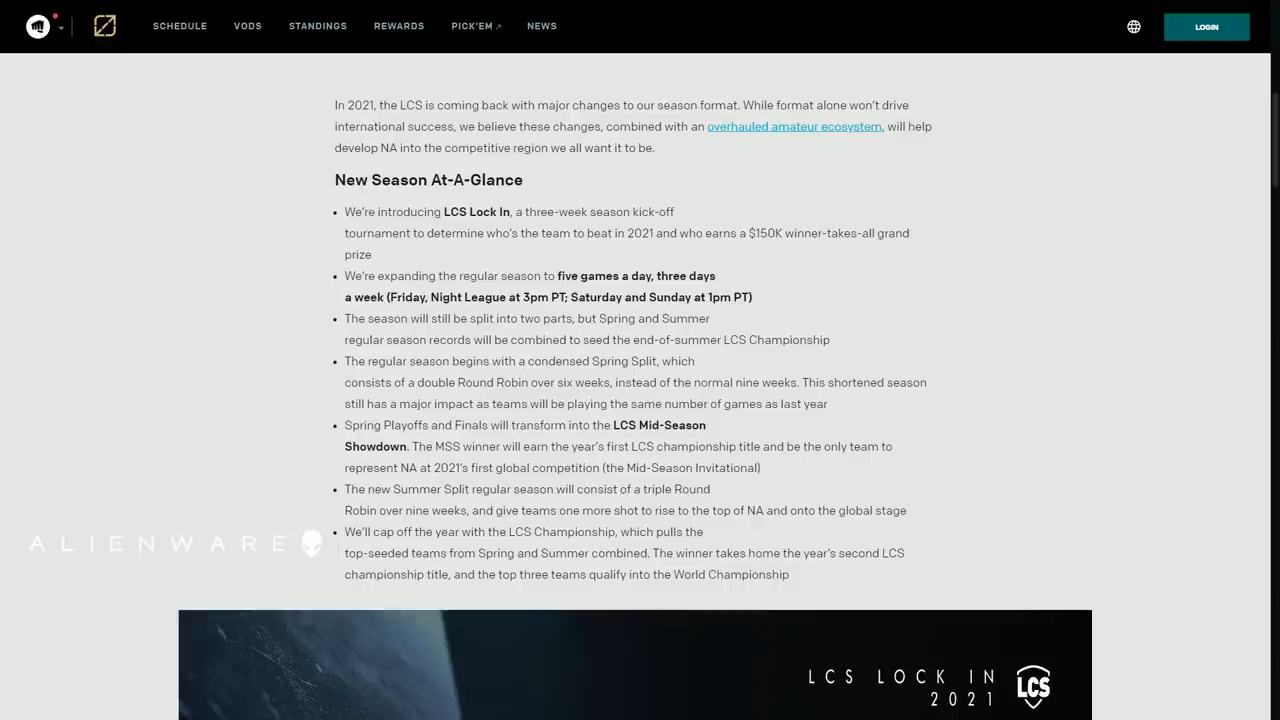 SCHEDULE VODS STANDINGS REWARDS PICK'EM NEWS LOGIN
In 2021, the LCS is coming back with major changes to our season format. While format alone won't drive
international success, we believe these changes, combined with an overhauled amateur ecosystem, will help
develop NA into the competitive region we all want it to be.
New Season At-A-Glance
• We're introducing LCS Lock In, a three-week season kick-off
tournament to determine who's the team to beat in 2021 and who earns a $150K winner-takes-all grand
prize
• We're expanding the regular season to five games a day, three days
a week (Friday, Night League at 3pm PT; Saturday and Sunday at 1pm PT)
• The season will still be split into two parts, but Spring and Summer
regular season records will be combined to seed the end-of-summer LCS Championship
• The regular season begins with a condensed Spring Split, which
consists of a double Round Robin over six weeks, instead of the normal nine weeks. This shortened season
still has a major impact as teams will be playing the same number of games as last year
• Spring Playoffs and Finals will transform into the LCS Mid-Season
Showdown. The MSS winner will earn the year's first LCS championship title and be the only team to
represent NA at 2021's first global competition (the Mid-Season Invitational)
• The new Summer Split regular season will consist of a triple Round
Robin over nine weeks, and give teams one more shot to rise to the top of NA and onto the global stage
• We'll cap off the year with the LCS Championship, which pulls the
top-seeded teams from Spring and Summer combined. The winner takes home the year's second LCS
championship title, and the top three teams qualify into the World Championship
ALIENWARE
LCS LOCK IN
2021
LCS